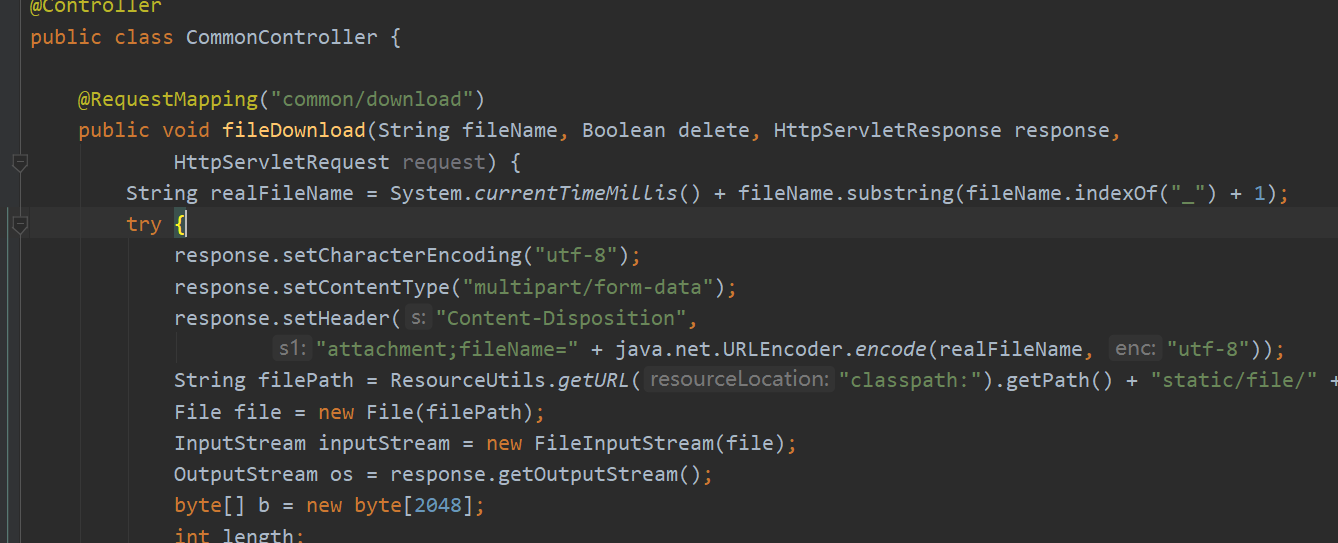 @Controller
public class CommonController {
@RequestMapping("common/download")
public void fileDownload(String fileName, Boolean delete, HttpServletResponse response,
HttpServletRequest request) {
String realFileName = System.currentTimeMillis() + fileName.substring(fileName.indexOf("_") + 1);
try {
response.setCharacterEncoding("utf-8");
response.setContentType("multipart/form-data");
response.setHeader( s: "Content-Disposition",
s1: "attachment;fileName=" + java.net.URLEncoder.encode(realFileName, enc: "utf-8"));
String filePath = ResourceUtils.getURL( resourceLocation: "classpath:").getPath() + "static/file/" +
File file = new File(filePath);
InputStream inputStream = new FileInputStream(file);
OutputStream os = response.getOutputStream();
byte[] b = new byte[2048];
int length;